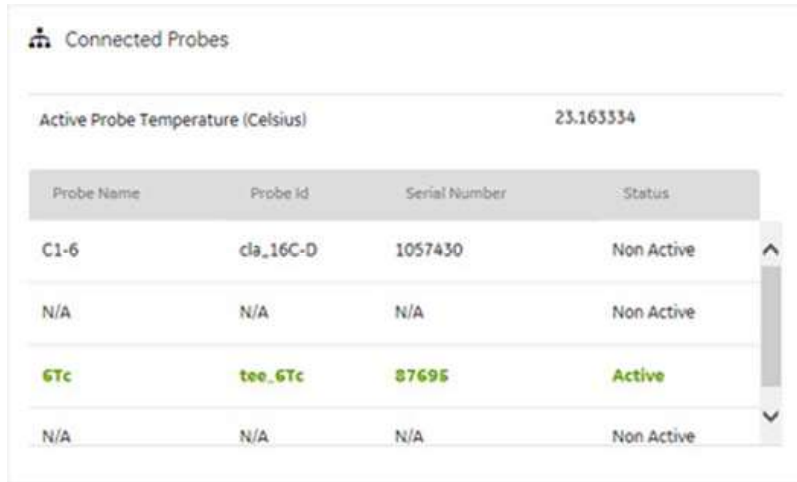 Connected Probes
Active Probe Temperature (Celsius) 23.163334
Probe Name Probe Id Serial Number Status
C1-6 cla_16C-D 1057430 Non Active
N/A N/A N/A Non Active
6Tc tee_6Tc 87695 Active
N/A N/A N/A Non Active